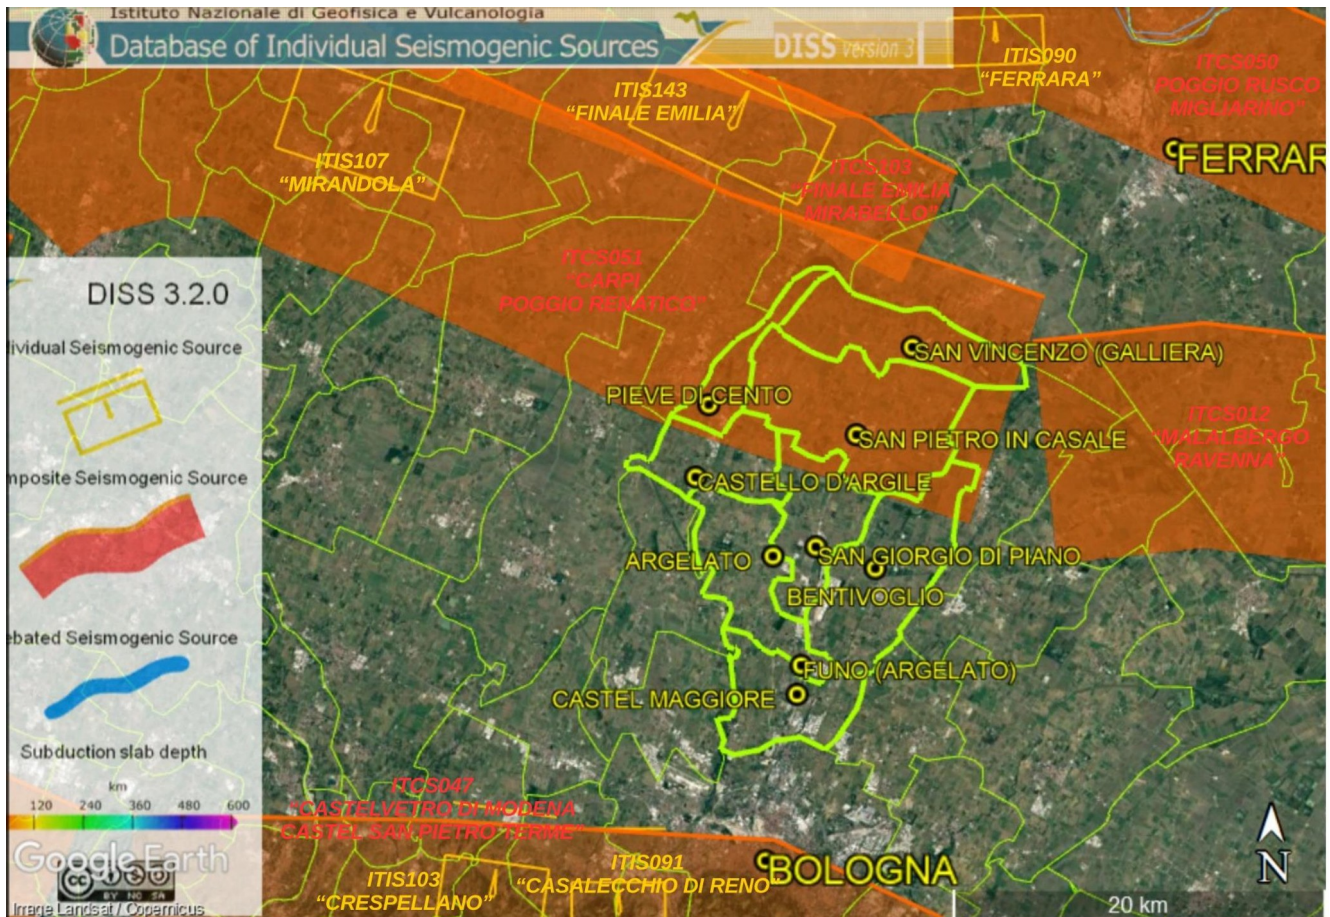 Istituto Nazionale di Geofisica e Vulcanologia
Database of Individual Seismogenic Sources
DISS version 3
ITIS090
“FERRARA”
ITCS050
POGGIO RUSCO
MIGLIARINO”
ITIS143
“FINALE EMILIA”
ITIS107
“MIRANDOLA”
FERRAR
ITCS103
“FINALE EMILIA
MIRABELLO”
ITCS051
“CARPI
POGGIO RENATICO”
DISS 3.2.0
dividual Seismogenic Source
mposite Seismogenic Source
ebated Seismogenic Source
Subduction slab depth
km
120 240 360 480 600
SAN VINCENZO (GALLIERA)
PIEVE DI CENTO
SAN PIETRO IN CASALE
ITCS012
“MALALBERGO
RAVENNA”
CASTELLO D'ARGILE
ARGELATO
SAN GIORGIO DI PIANO
BENTIVOGLIO
FUNO (ARGELATO)
CASTEL MAGGIORE
ITCS047
“CASTELVETRO DI MODENA
CASTEL SAN PIETRO TERME”
ITIS103
“CRESPELLANO”
ITIS091
“CASALECCHIO DI RENO”
BOLOGNA
Google Earth
cc
BY NC SA
Image Landsat / Copernicus
N
20 km